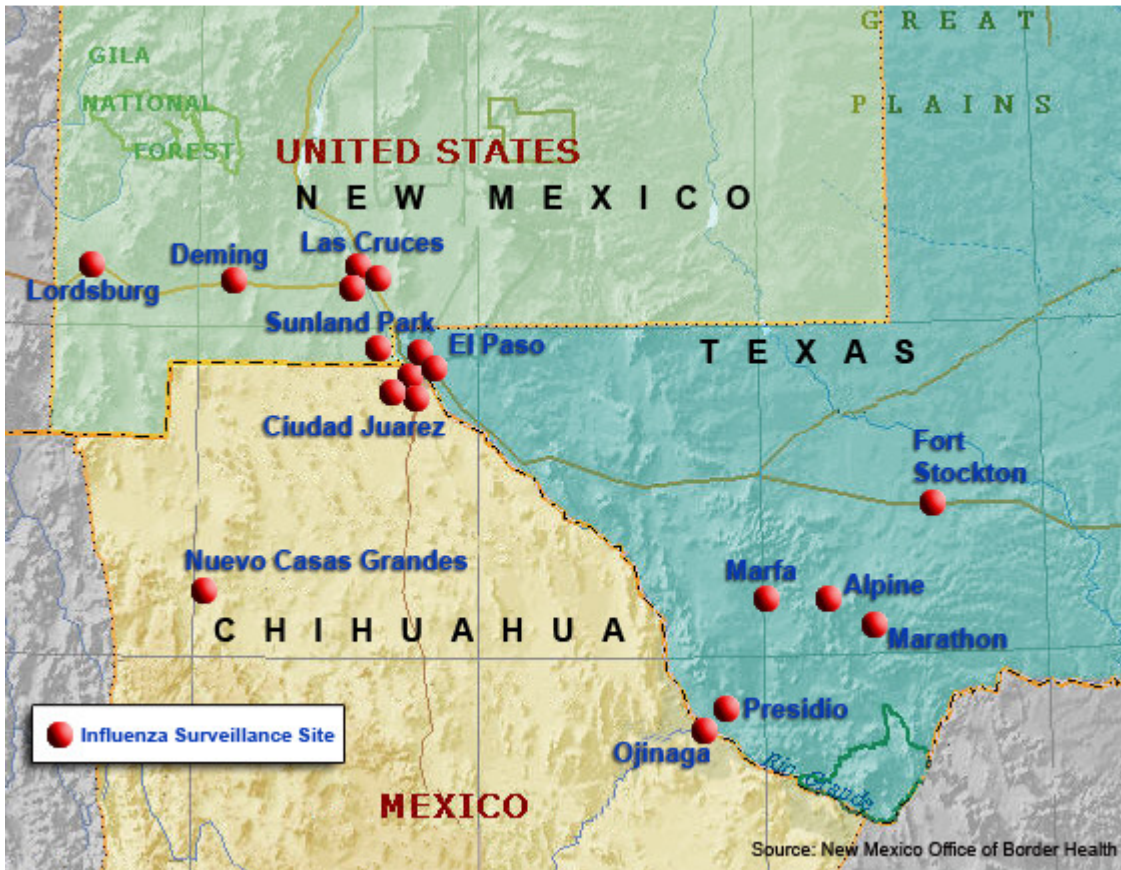 GREAT
PLAINS
GILA
NATIONAL
FOREST
UNITED STATES
NEW MEXICO
Las Cruces
Deming
Lordsburg
Sunland Park
El Paso
TEXAS
Ciudad Juarez
Fort
Stockton
Nuevo Casas Grandes
Marfa
Alpine
CHIHUAHUA
Marathon
Presidio
Influenza Surveillance Site
Ojinaga
Rio Grande
MEXICO
Source: New Mexico Office of Border Health